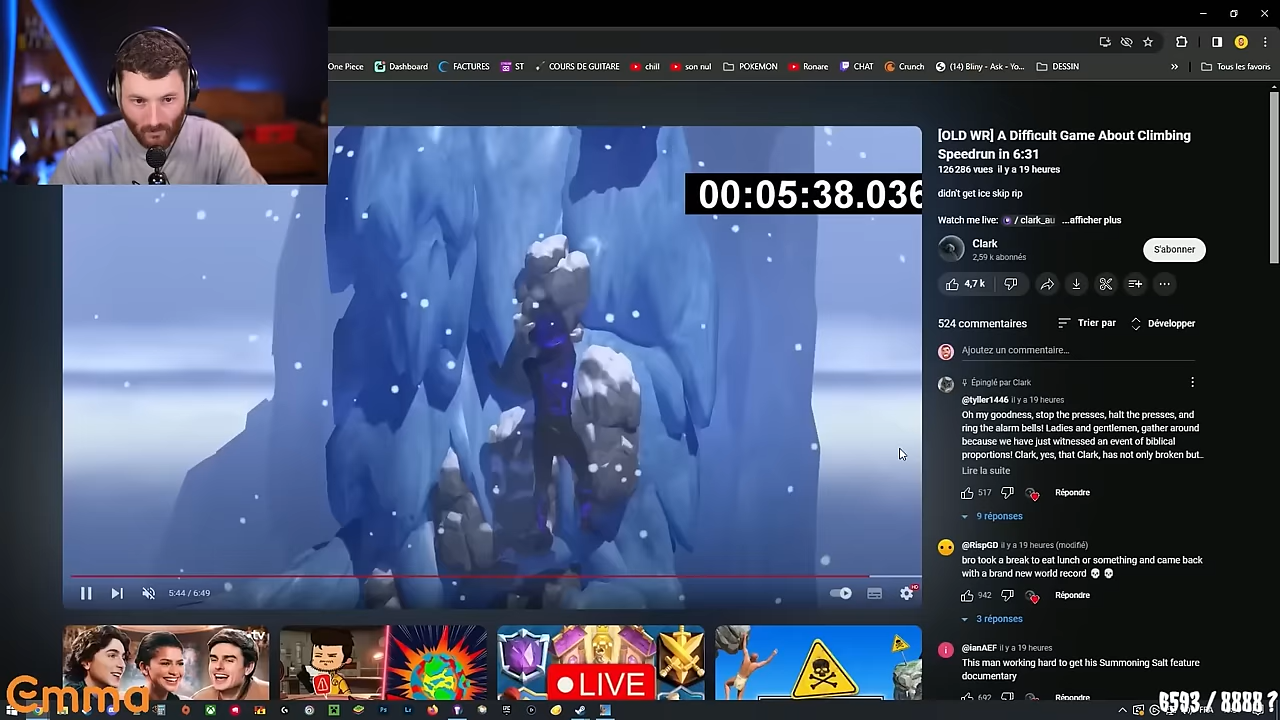 One Piece
Dashboard
FACTURES
ST
COURS DE GUITARE
chill
son nul
POKEMON
Ronare
CHAT
Crunch
(14) Bliny - Ask - Yo...
DESSIN
»
Tous les favoris
00:05:38.036
[OLD WR] A Difficult Game About Climbing
Speedrun in 6:31
126 286 vues il y a 19 heures
didn't get ice skip rip
Watch me live: / clark_au ...afficher plus
Clark
2,59 k abonnés
S'abonner
4,7 k
524 commentaires
Trier par
Développer
Ajoutez un commentaire...
Épinglé par Clark
@tyller1446 il y a 19 heures
Oh my goodness, stop the presses, halt the presses, and
ring the alarm bells! Ladies and gentlemen, gather around
because we have just witnessed an event of biblical
proportions! Clark, yes, that Clark, has not only broken but...
Lire la suite
517
Répondre
9 réponses
@RispGD il y a 19 heures (modifié)
bro took a break to eat lunch or something and came back
with a brand new world record 💀 💀
942
Répondre
3 réponses
@ianAEF il y a 19 heures
This man working hard to get his Summoning Salt feature
documentary
692
Répondre
5:44 / 6:49
HD
LIVE
Emma
6593 / 8888 ?